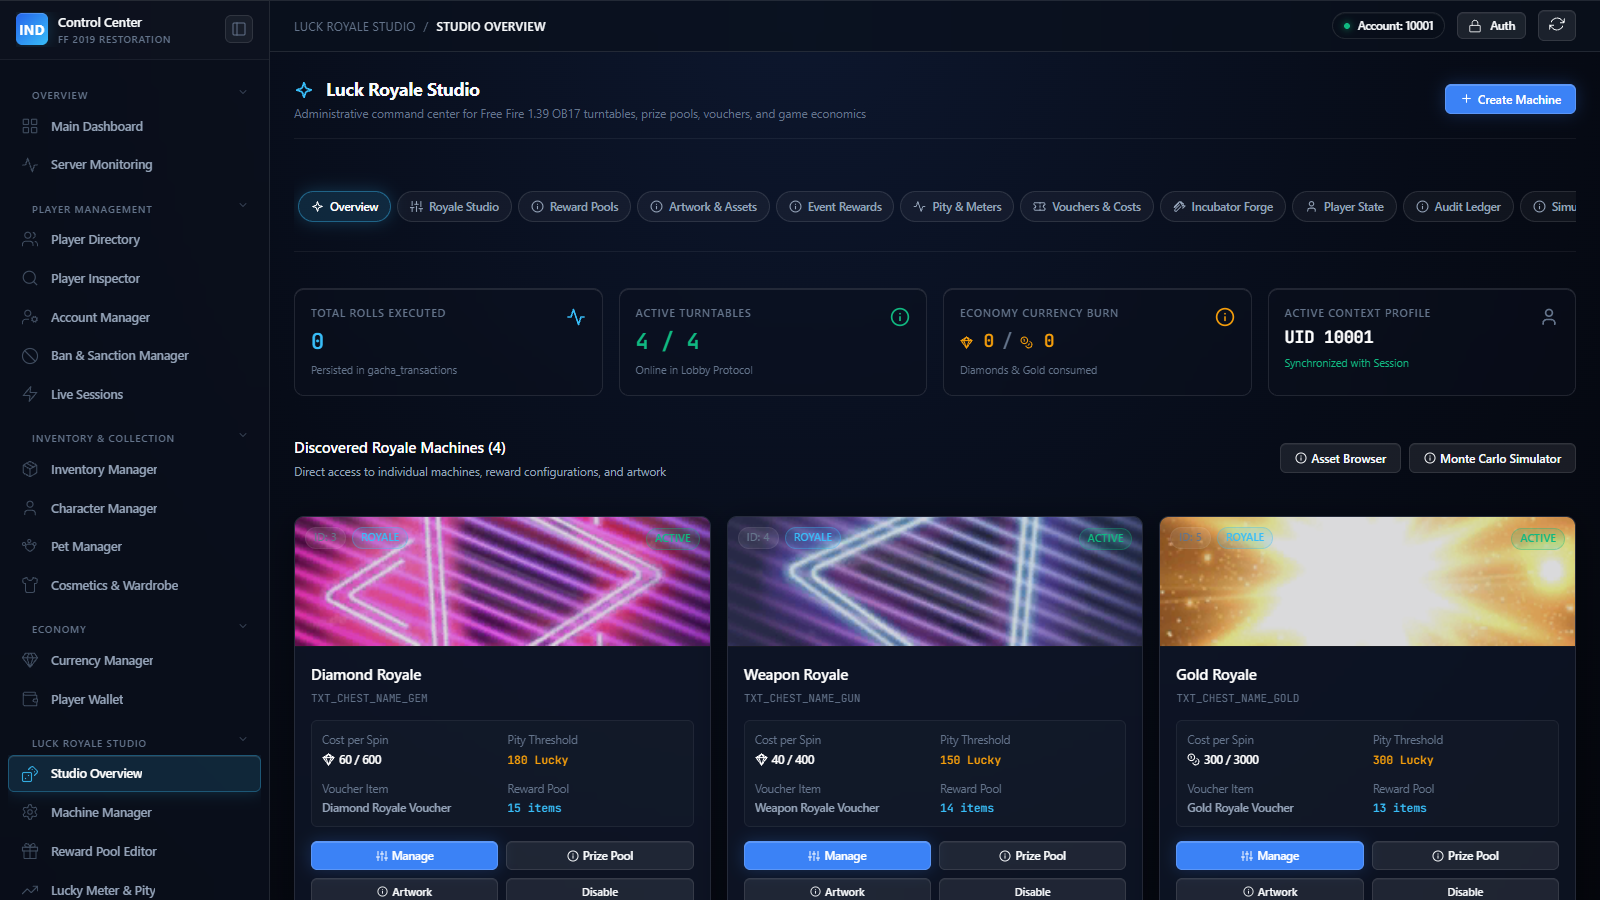 IND
Control Center
FF 2019 RESTORATION
OVERVIEW
Main Dashboard
Server Monitoring
PLAYER MANAGEMENT
Player Directory
Player Inspector
Account Manager
Ban & Sanction Manager
Live Sessions
INVENTORY & COLLECTION
Inventory Manager
Character Manager
Pet Manager
Cosmetics & Wardrobe
ECONOMY
Currency Manager
Player Wallet
LUCK ROYALE STUDIO
Studio Overview
Machine Manager
Reward Pool Editor
Lucky Meter & Pity
LUCK ROYALE STUDIO / STUDIO OVERVIEW
Account: 10001
Auth
Luck Royale Studio
Administrative command center for Free Fire 1.39 OB17 turntables, prize pools, vouchers, and game economics
+ Create Machine
Overview
Royale Studio
Reward Pools
Artwork & Assets
Event Rewards
Pity & Meters
Vouchers & Costs
Incubator Forge
Player State
Audit Ledger
Simu
TOTAL ROLLS EXECUTED
0
Persisted in gacha_transactions
ACTIVE TURNTABLES
4 / 4
Online in Lobby Protocol
ECONOMY CURRENCY BURN
0 / 0
Diamonds & Gold consumed
ACTIVE CONTEXT PROFILE
UID 10001
Synchronized with Session
Discovered Royale Machines (4)
Direct access to individual machines, reward configurations, and artwork
Asset Browser
Monte Carlo Simulator
ID: 3
ROYALE
ACTIVE
Diamond Royale
TXT_CHEST_NAME_GEM
Cost per Spin
60 / 600
Pity Threshold
180 Lucky
Voucher Item
Diamond Royale Voucher
Reward Pool
15 items
Manage
Prize Pool
Artwork
Disable
ID: 4
ROYALE
ACTIVE
Weapon Royale
TXT_CHEST_NAME_GUN
Cost per Spin
40 / 400
Pity Threshold
150 Lucky
Voucher Item
Weapon Royale Voucher
Reward Pool
14 items
Manage
Prize Pool
Artwork
Disable
ID: 5
ROYALE
ACTIVE
Gold Royale
TXT_CHEST_NAME_GOLD
Cost per Spin
300 / 3000
Pity Threshold
300 Lucky
Voucher Item
Gold Royale Voucher
Reward Pool
13 items
Manage
Prize Pool
Artwork
Disable